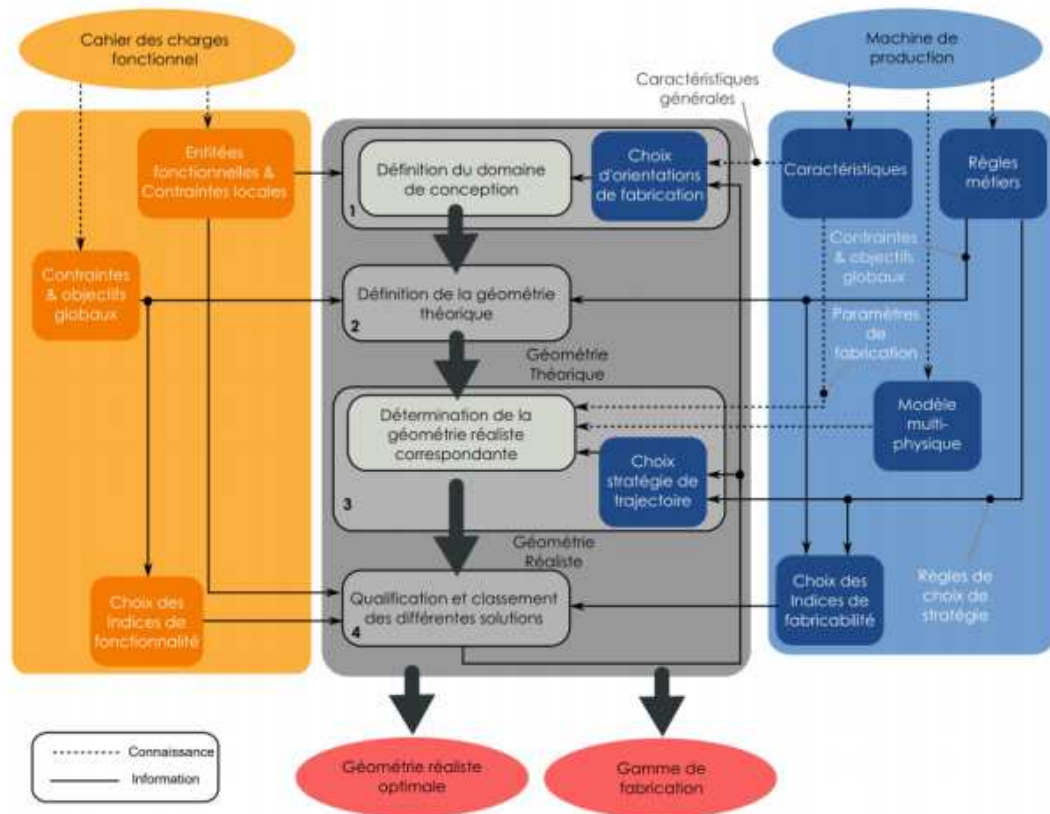 Cahier des charges
fonctionnel
Machine de
production
Caractéristiques
générales
Entitées
fonctionnelles &
Contraintes locales
Définition du domaine
de conception
1
Choix
d'orientations
de fabrication
Caractéristiques
Règles
métiers
Contraintes
& objectifs
globaux
Contraintes
& objectifs
globaux
Définition de la géométrie
théorique
2
Paramètres
de
fabrication
Géométrie
Théorique
Détermination de la
géométrie réaliste
correspondante
3
Choix
stratégie de
trajectoire
Modèle
multi-
physique
Géométrie
Réaliste
Choix des
Indices de
fonctionnalité
Qualification et classement
des différentes solutions
4
Choix des
Indices de
fabricabilité
Règles de
choix de
stratégie
Connaissance
Information
Géométrie réaliste
optimale
Gamme de
fabrication